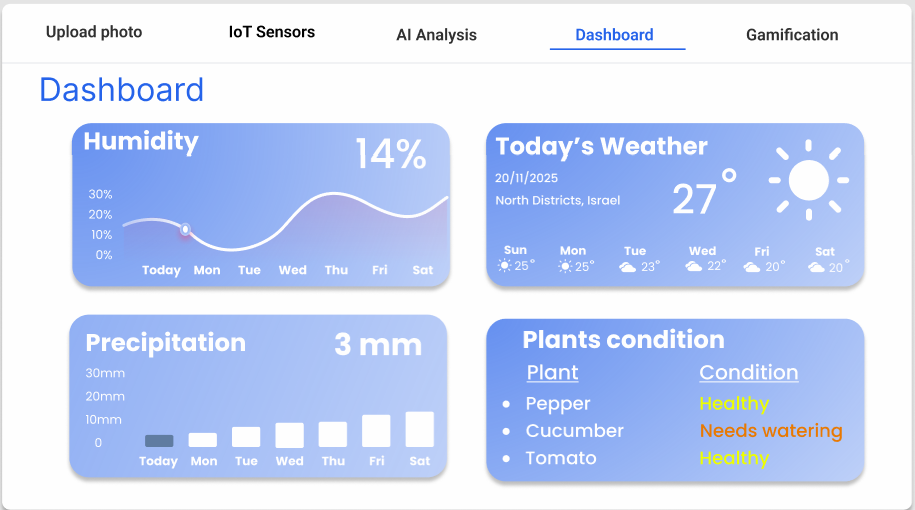 Upload photo IoT Sensors AI Analysis Dashboard Gamification
Dashboard
Humidity
14%
30%
20%
10%
0%
Today Mon Tue Wed Thu Fri Sat
Today's Weather
20/11/2025
North Districts, Israel
27°
Sun Mon Tue Wed Fri Sat
25° 25° 23° 22° 20° 20°
Precipitation
3 mm
30mm
20mm
10mm
0
Today Mon Tue Wed Thu Fri Sat
Plants condition
Plant Condition
• Pepper Healthy
• Cucumber Needs watering
• Tomato Healthy